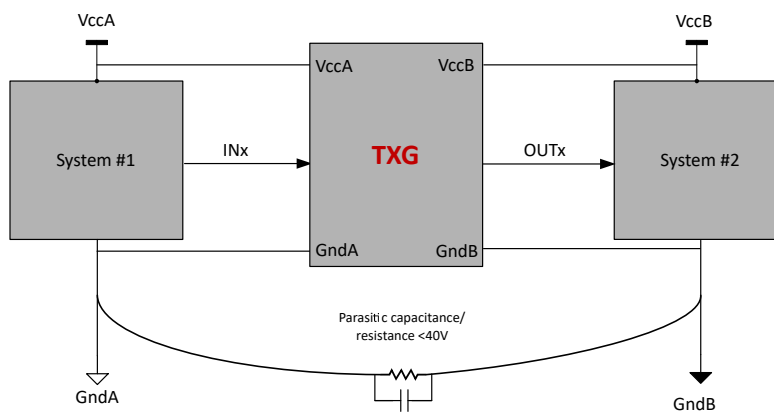 VccA
VccB
VccA
VccB
System #1
INx
TXG
OUTx
System #2
GndA
GndB
Parasitic capacitance/
resistance <40V
GndA
GndB